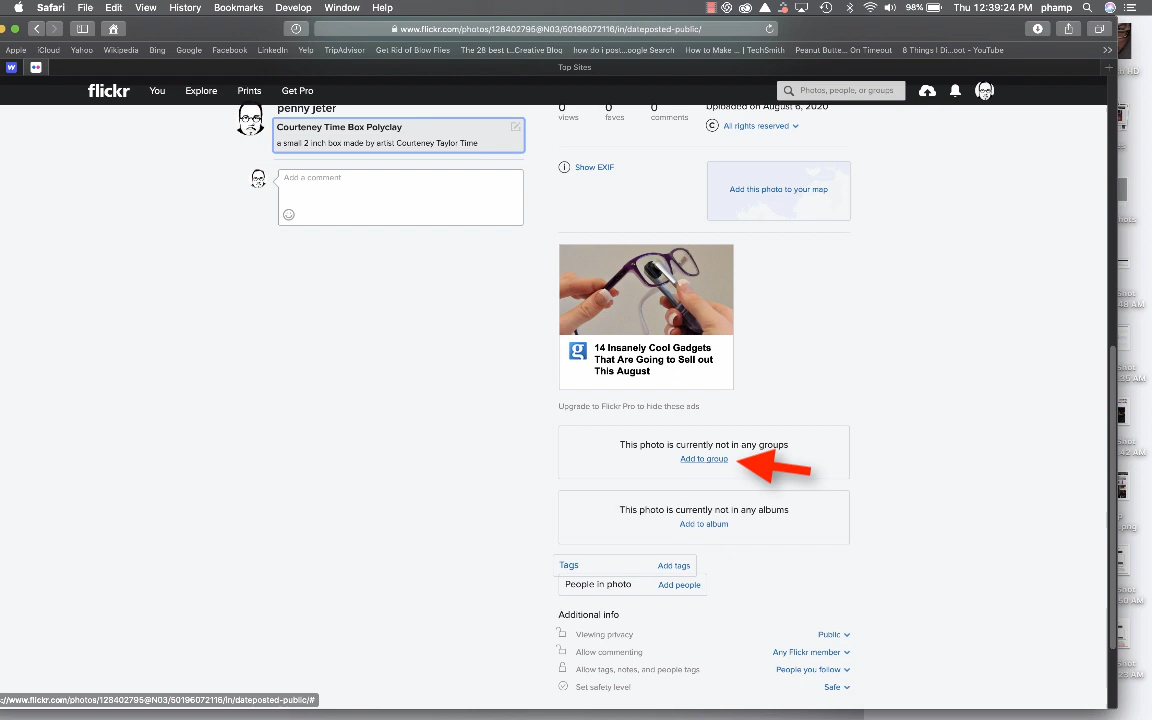 Safari File Edit View History Bookmarks Develop Window Help 98% Thu 12:39:24 PM phamp
www.flickr.com/photos/128402795@N03/50196072116/in/dateposted-public/
Apple iCloud Yahoo Wikipedia Bing Google Facebook LinkedIn Yelp TripAdvisor Get Rid of Blow Flies The 28 best t...Creative Blog how do i post...oogle Search How to Make ... | TechSmith Peanut Butte... On Timeout 8 Things I Di...oot - YouTube
Top Sites
flickr You Explore Prints Get Pro Photos, people, or groups
penny jeter
Courteney Time Box Polyclay
a small 2 inch box made by artist Courteney Taylor Time
Add a comment
0 0 0
views faves comments
Uploaded on August 6, 2020
All rights reserved
Show EXIF
Add this photo to your map
14 Insanely Cool Gadgets
That Are Going to Sell out
This August
Upgrade to Flickr Pro to hide these ads
This photo is currently not in any groups
Add to group
This photo is currently not in any albums
Add to album
Tags Add tags
People in photo Add people
Additional info
Viewing privacy Public
Allow commenting Any Flickr member
Allow tags, notes, and people tags People you follow
Set safety level Safe
://www.flickr.com/photos/128402795@N03/50196072116/in/dateposted-public/#